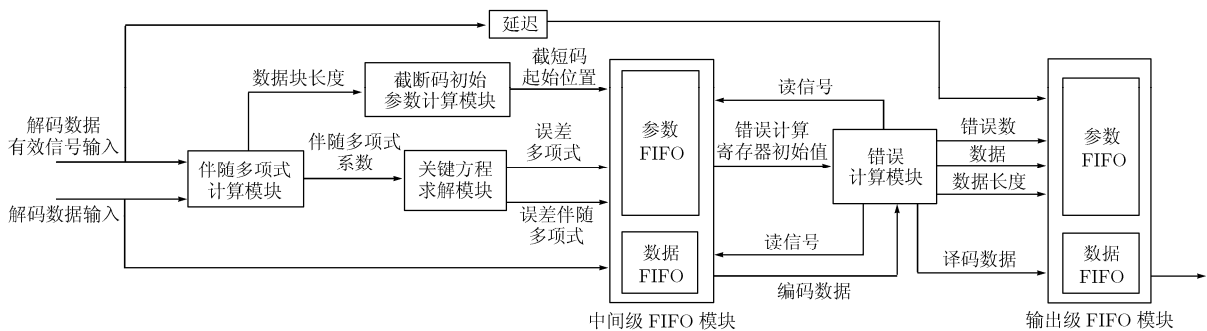 延迟
解码数据
有效信号输入
解码数据输入
数据块长度
伴随多项式
计算模块
截断码初始
参数计算模块
伴随多项式
系数
关键方程
求解模块
截短码
起始位置
误差
多项式
误差伴随
多项式
参数
FIFO
数据
FIFO
中间级 FIFO 模块
读信号
错误计算
寄存器初始值
读信号
编码数据
错误
计算模块
错误数
数据
数据长度
译码数据
参数
FIFO
数据
FIFO
输出级 FIFO 模块